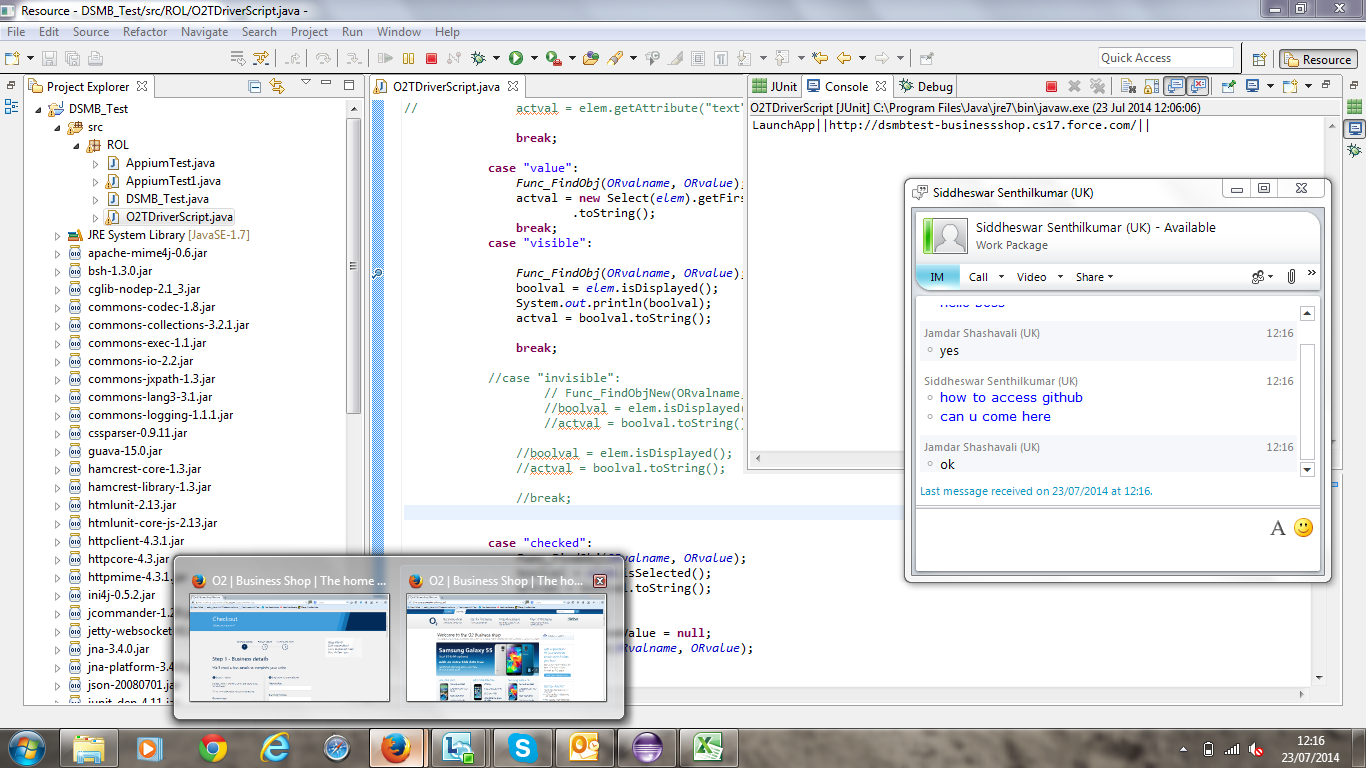 Resource - DSMB_Test/src/ROL/O2TDriverScript.java -
File Edit Source Refactor Navigate Search Project Run Window Help
Quick Access
Resource
Project Explorer
DSMB_Test
src
ROL
AppiumTest.java
AppiumTest1.java
DSMB_Test.java
O2TDriverScript.java
JRE System Library [JavaSE-1.7]
apache-mime4j-0.6.jar
bsh-1.3.0.jar
cglib-nodep-2.1_3.jar
commons-codec-1.8.jar
commons-collections-3.2.1.jar
commons-exec-1.1.jar
commons-io-2.2.jar
commons-jxpath-1.3.jar
commons-lang3-3.1.jar
commons-logging-1.1.1.jar
cssparser-0.9.11.jar
guava-15.0.jar
hamcrest-core-1.3.jar
hamcrest-library-1.3.jar
htmlunit-2.13.jar
htmlunit-core-js-2.13.jar
httpclient-4.3.1.jar
httpcore-4.3.jar
httpmime-4.3.1
ini4j-0.5.2.jar
jcommander-1.2
jetty-websocket
jna-3.4.0.jar
jna-platform-3.4
json-20080701.jar
junit-dep-4.11.jar
O2TDriverScript.java
// actval = elem.getAttribute("text"
break;
case "value":
Func_FindObj(ORvalname, ORvalue);
actval = new Select(elem).getFirs
.toString();
break;
case "visible":
Func_FindObj(ORvalname, ORvalue);
boolval = elem.isDisplayed();
System.out.println(boolval);
actval = boolval.toString();
break;
//case "invisible":
// Func_FindObjNew(ORvalname,
//boolval = elem.isDisplayed(
//actval = boolval.toString()
//boolval = elem.isDisplayed();
//actval = boolval.toString();
//break;
case "checked":
ORvalname, ORvalue);
isSelected();
.toString();
Value = null;
ORvalname, ORvalue);
JUnit Console Debug
O2TDriverScript [JUnit] C:\Program Files\Java\jre7\bin\javaw.exe (23 Jul 2014 12:06:06)
LaunchApp||http://dsmbtest-businessshop.cs17.force.com/||
Siddheswar Senthilkumar (UK)
Siddheswar Senthilkumar (UK) - Available
Work Package
IM Call Video Share
Jamdar Shashavali (UK) 12:16
yes
Siddheswar Senthilkumar (UK) 12:16
how to access github
can u come here
Jamdar Shashavali (UK) 12:16
ok
Last message received on 23/07/2014 at 12:16.
A
O2 | Business Shop | The home ...
O2 | Business Shop | The ho...
Checkout
Step 1 - Business details
Welcome to the O2 Business shop
Samsung Galaxy S5
12:16
23/07/2014